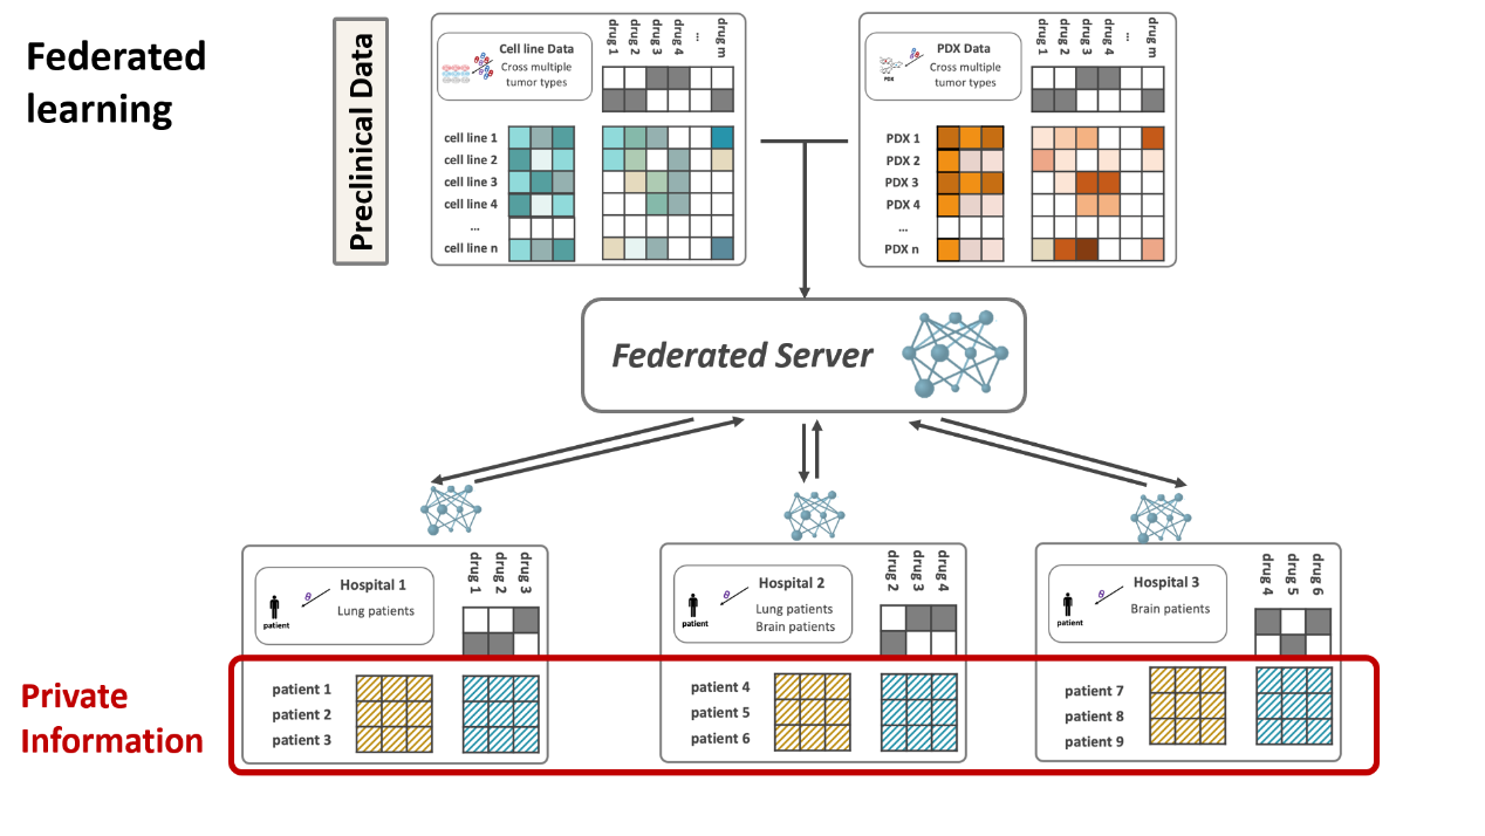 Federated
learning
Preclinical Data
Cell line Data
Cross multiple
tumor types
drug 1
drug 2
drug 3
drug 4
...
drug m
cell line 1
cell line 2
cell line 3
cell line 4
...
cell line n
PDX
PDX Data
Cross multiple
tumor types
drug 1
drug 2
drug 3
drug 4
...
drug m
PDX 1
PDX 2
PDX 3
PDX 4
...
PDX n
Federated Server
patient
θ
Hospital 1
Lung patients
drug 1
drug 2
drug 3
patient
θ
Hospital 2
Lung patients
Brain patients
drug 2
drug 3
drug 4
patient
θ
Hospital 3
Brain patients
drug 4
drug 5
drug 6
Private
Information
patient 1
patient 2
patient 3
patient 4
patient 5
patient 6
patient 7
patient 8
patient 9